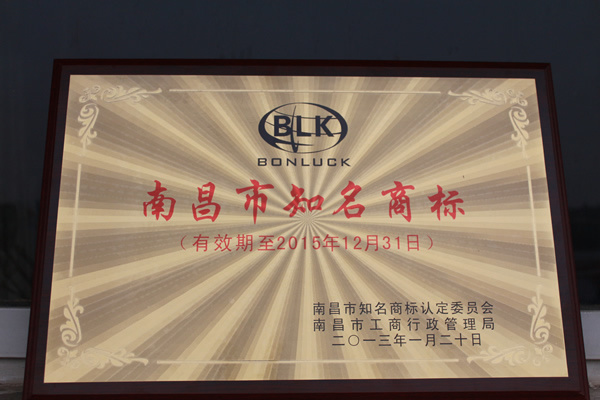 BLK
BONLUCK
南昌市知名商标
（有效期至2015年12月31日）
南昌市知名商标认定委员会
南昌市工商行政管理局
二〇一三年一月二十日